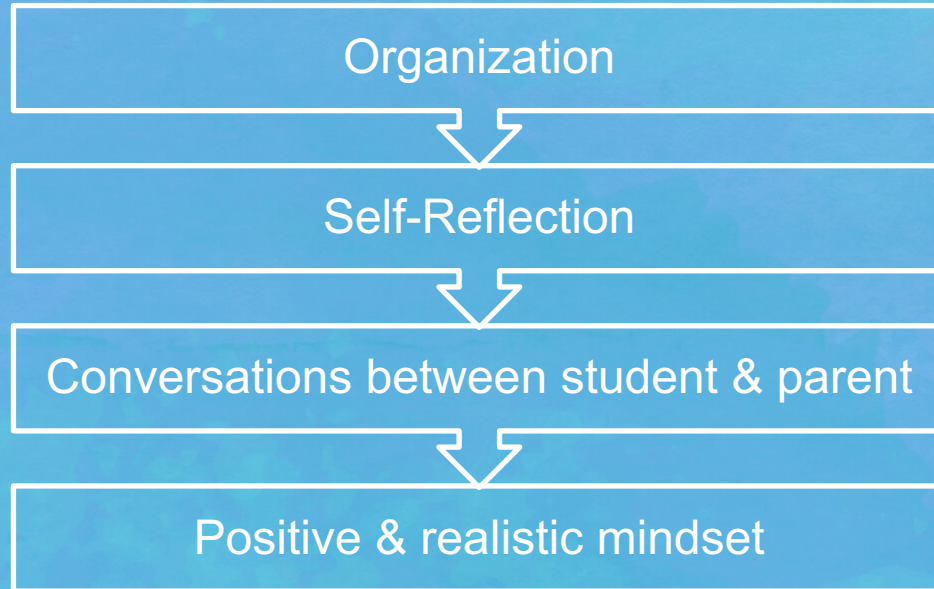 Organization
Self-Reflection
Conversations between student & parent
Positive & realistic mindset